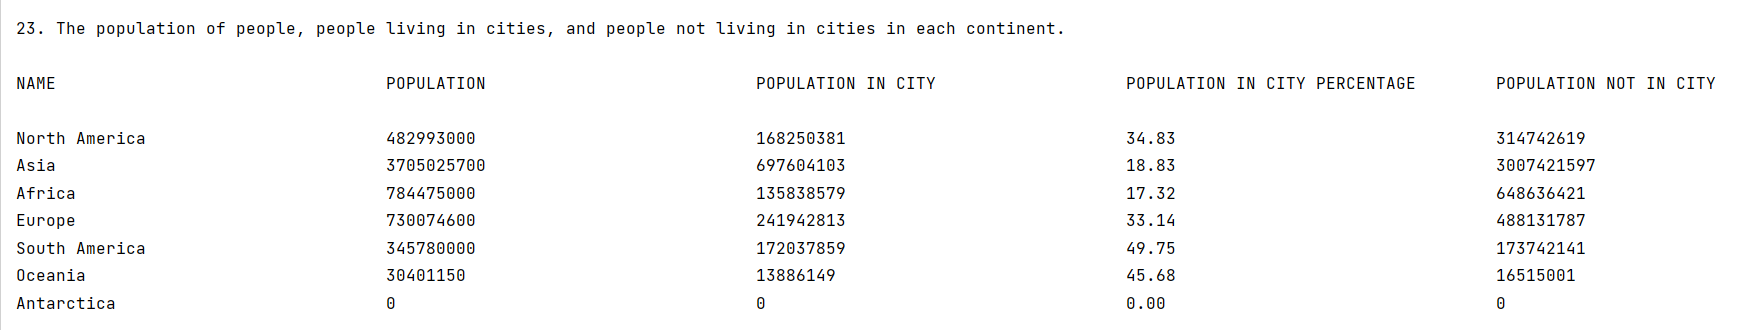 23. The population of people, people living in cities, and people not living in cities in each continent.
NAME POPULATION POPULATION IN CITY POPULATION IN CITY PERCENTAGE POPULATION NOT IN CITY
North America 482993000 168250381 34.83 314742619
Asia 3705025700 697604103 18.83 3007421597
Africa 784475000 135838579 17.32 648636421
Europe 730074600 241942813 33.14 488131787
South America 345780000 172037859 49.75 173742141
Oceania 30401150 13886149 45.68 16515001
Antarctica 0 0 0.00 0